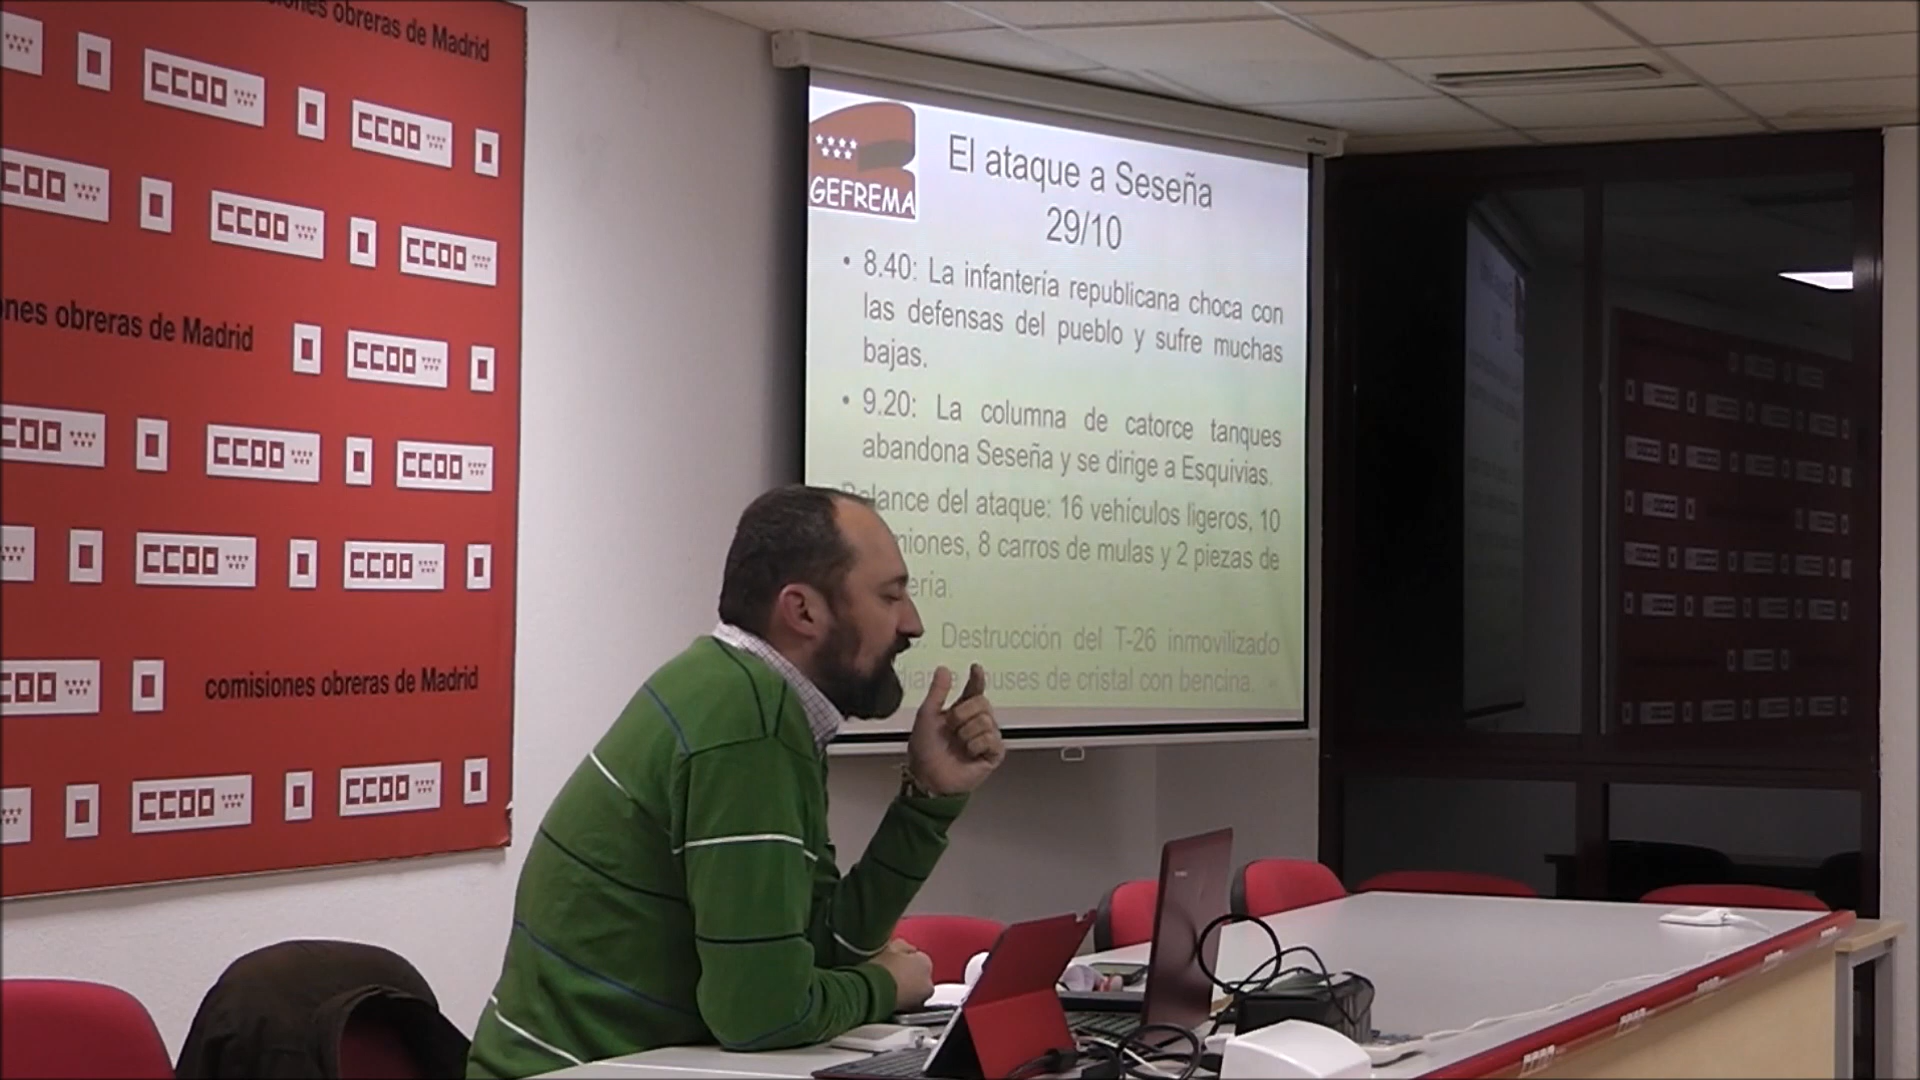 comisiones obreras de Madrid
CCOO
CCOO
CCOO
CCOO
CCOO
ones obreras de Madrid
CCOO
CCOO
CCOO
CCOO
CCOO
CCOO
CCOO
comisiones obreras de Madrid
CCOO
CCOO
GEFREMA
El ataque a Seseña
29/10
• 8.40: La infantería republicana choca con
las defensas del pueblo y sufre muchas
bajas.
• 9.20: La columna de catorce tanques
abandona Seseña y se dirige a Esquivias.
Balance del ataque: 16 vehículos ligeros, 10
miones, 8 carros de mulas y 2 piezas de
ería.
Destrucción del T-26 inmovilizado
de cristal con bencina.